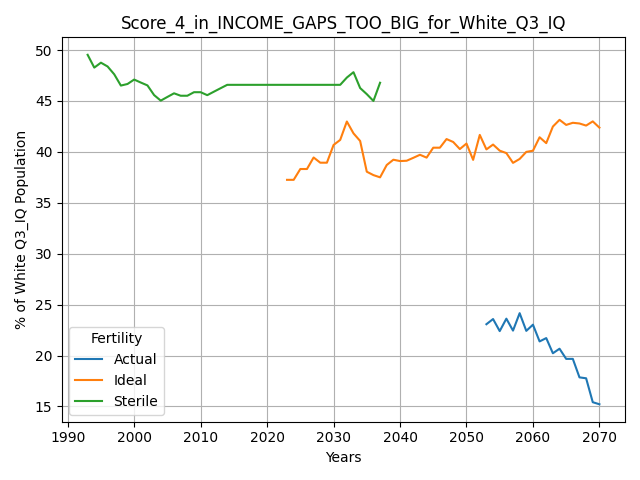 Score_4_in_INCOME_GAPS_TOO_BIG_for_White_Q3_IQ
% of White Q3_IQ Population
50
45
40
35
30
25
20
15
Fertility
Actual
Ideal
Sterile
1990 2000 2010 2020 2030 2040 2050 2060 2070
Years